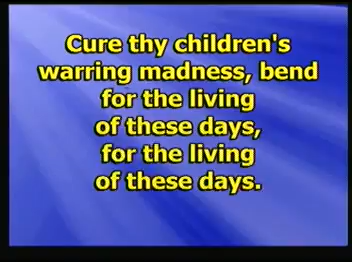 Cure thy children's
warring madness, bend
for the living
of these days,
for the living
of these days.